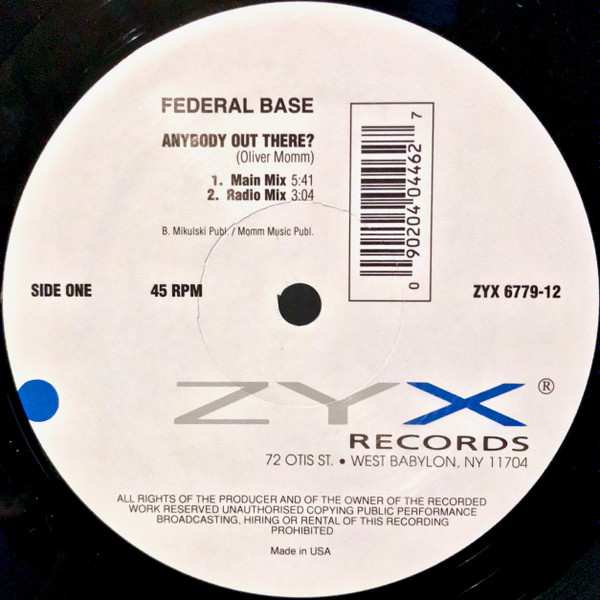 FEDERAL BASE
ANYBODY OUT THERE?
(Oliver Momm)
1. Main Mix 5:41
2. Radio Mix 3:04
B. Mikulski Publ. / Momm Music Publ.
0 90204 04462 7
SIDE ONE 45 RPM ZYX 6779-12
ZYX ®
RECORDS
72 OTIS ST. • WEST BABYLON, NY 11704
ALL RIGHTS OF THE PRODUCER AND OF THE OWNER OF THE RECORDED
WORK RESERVED UNAUTHORISED COPYING PUBLIC PERFORMANCE
BROADCASTING, HIRING OR RENTAL OF THIS RECORDING
PROHIBITED
Made in USA